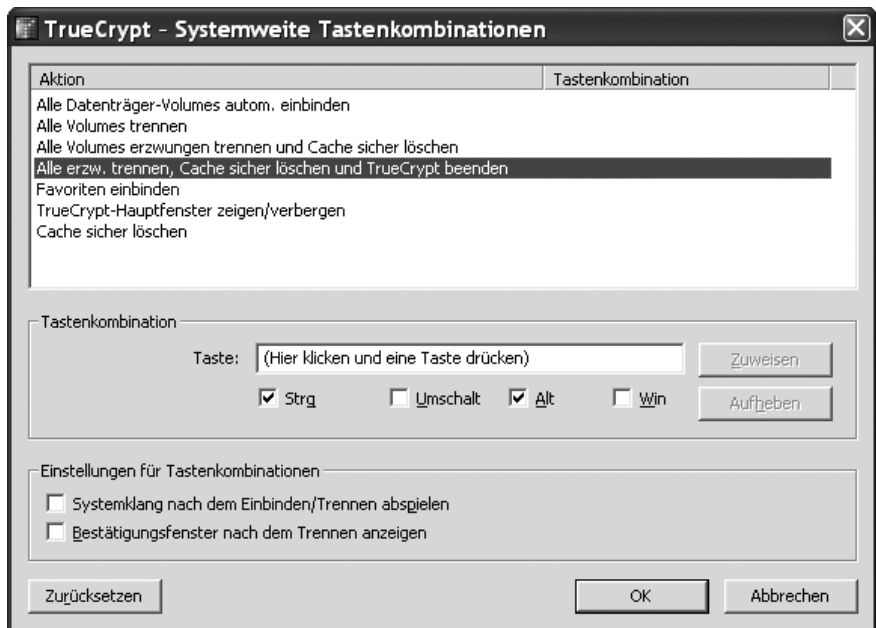 TrueCrypt - Systemweite Tastenkombinationen
Aktion Tastenkombination
Alle Datenträger-Volumes autom. einbinden
Alle Volumes trennen
Alle Volumes erzwungen trennen und Cache sicher löschen
Alle erzw. trennen, Cache sicher löschen und TrueCrypt beenden
Favoriten einbinden
TrueCrypt-Hauptfenster zeigen/verbergen
Cache sicher löschen
Tastenkombination
Taste: (Hier klicken und eine Taste drücken) Zuweisen
Strg Umschalt Alt Win Aufheben
Einstellungen für Tastenkombinationen
Systemklang nach dem Einbinden/Trennen abspielen
Bestätigungsfenster nach dem Trennen anzeigen
Zurücksetzen OK Abbrechen